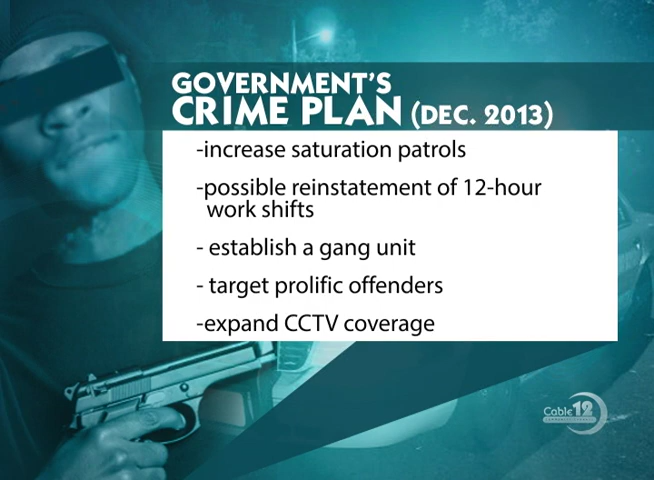 GOVERNMENT'S
CRIME PLAN (DEC. 2013)
-increase saturation patrols
-possible reinstatement of 12-hour
work shifts
- establish a gang unit
- target prolific offenders
-expand CCTV coverage
Cable 12